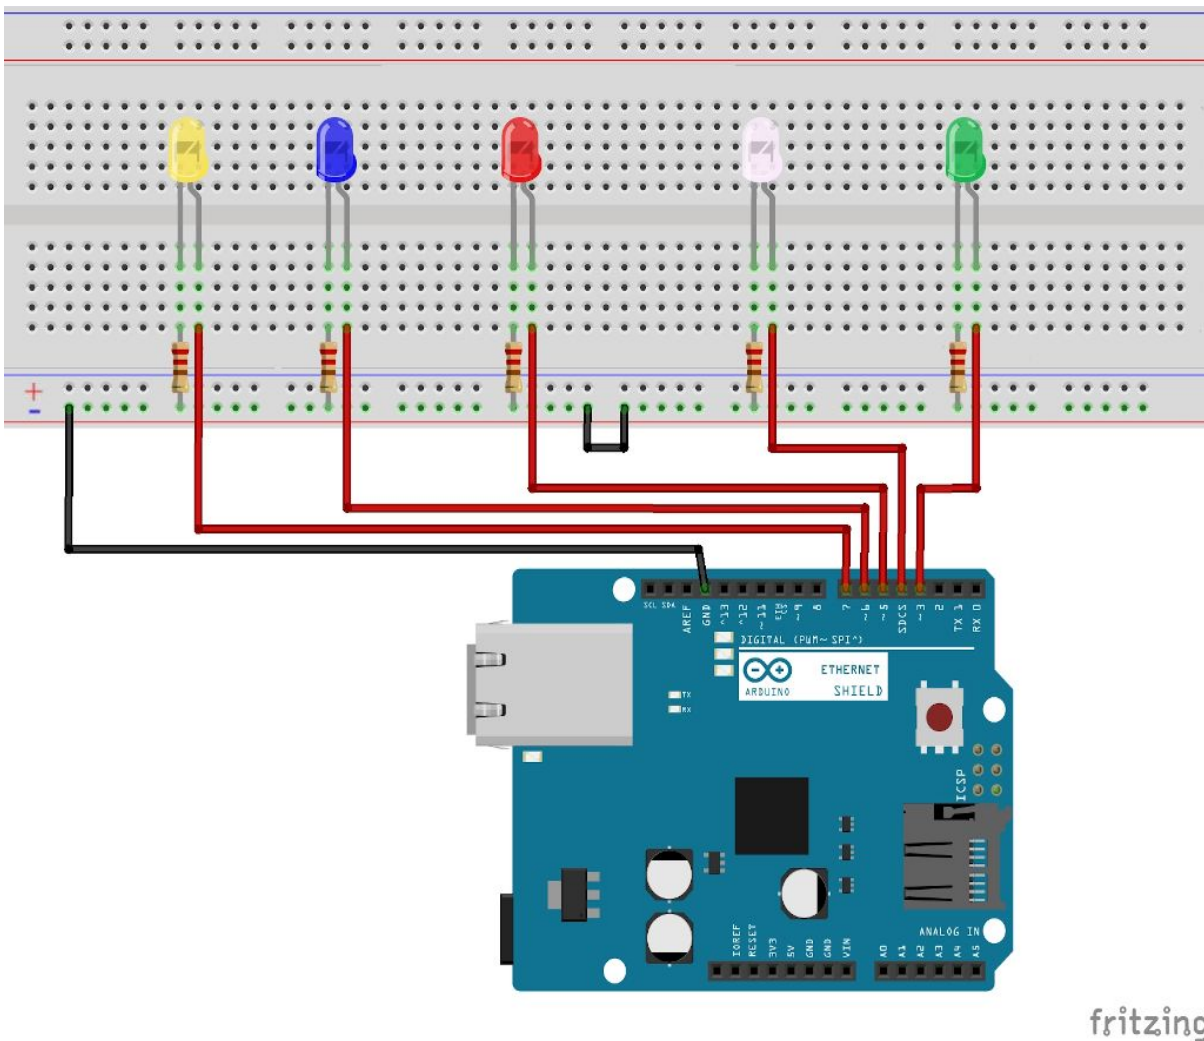 +
-
SCL
SDA
AREF
GND
^13
^12
~11
ETH
CS
~9
8
7
~6
~5
SDCS
~3
2
TX 1
RX 0
DIGITAL (PWM~ SPI^)
ETHERNET
SHIELD
ARDUINO
TX
RX
ICSP
ANALOG IN
IOREF
RESET
3V3
5V
GND
GND
VIN
A0
A1
A2
A3
A4
A5
fritzing